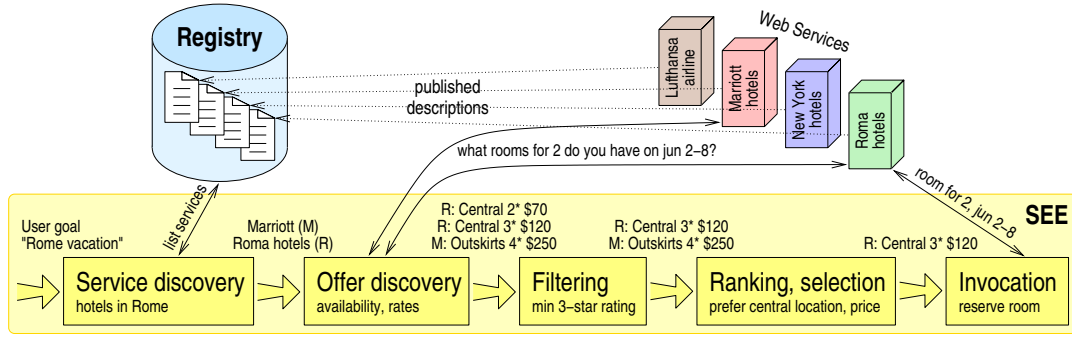 Registry
Web Services
Lufthansa
airline
Marriott
hotels
New York
hotels
Roma
hotels
published
descriptions
what rooms for 2 do you have on jun 2–8?
list services
room for 2, jun 2–8
SEE
User goal
"Rome vacation"
Marriott (M)
Roma hotels (R)
R: Central 2* $70
R: Central 3* $120
M: Outskirts 4* $250
R: Central 3* $120
M: Outskirts 4* $250
R: Central 3* $120
Service discovery
hotels in Rome
Offer discovery
availability, rates
Filtering
min 3–star rating
Ranking, selection
prefer central location, price
Invocation
reserve room